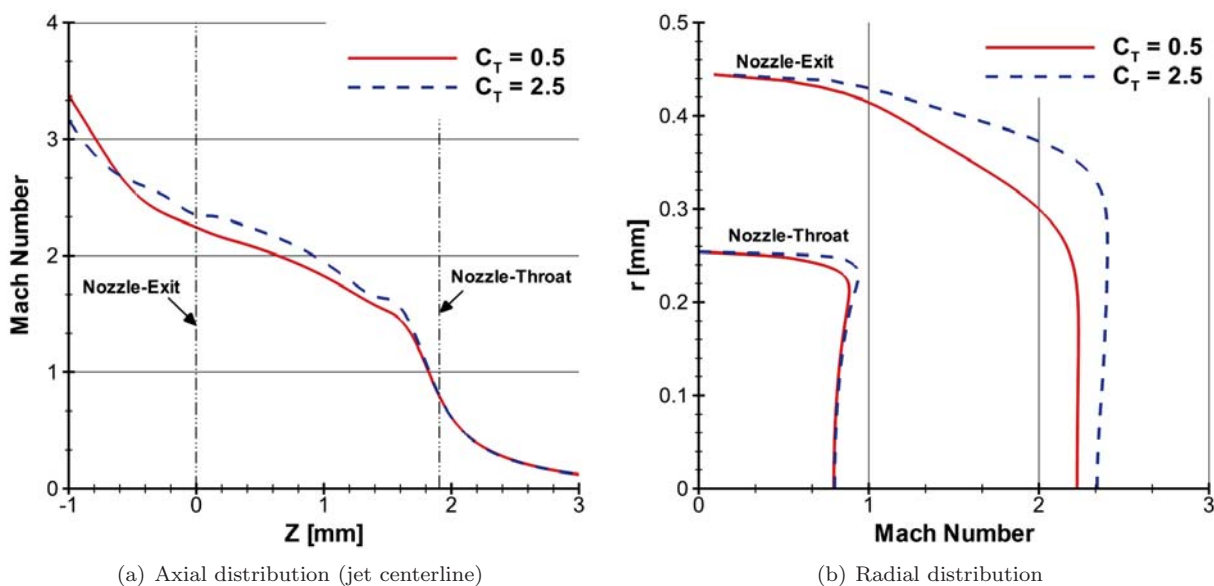 4
3
2
1
0
-1
0
1
2
3
Mach Number
Z [mm]
C_T = 0.5
C_T = 2.5
Nozzle-Exit
Nozzle-Throat
(a) Axial distribution (jet centerline)
0.5
0.4
0.3
0.2
0.1
0
0
1
2
3
r [mm]
Mach Number
C_T = 0.5
C_T = 2.5
Nozzle-Exit
Nozzle-Throat
(b) Radial distribution